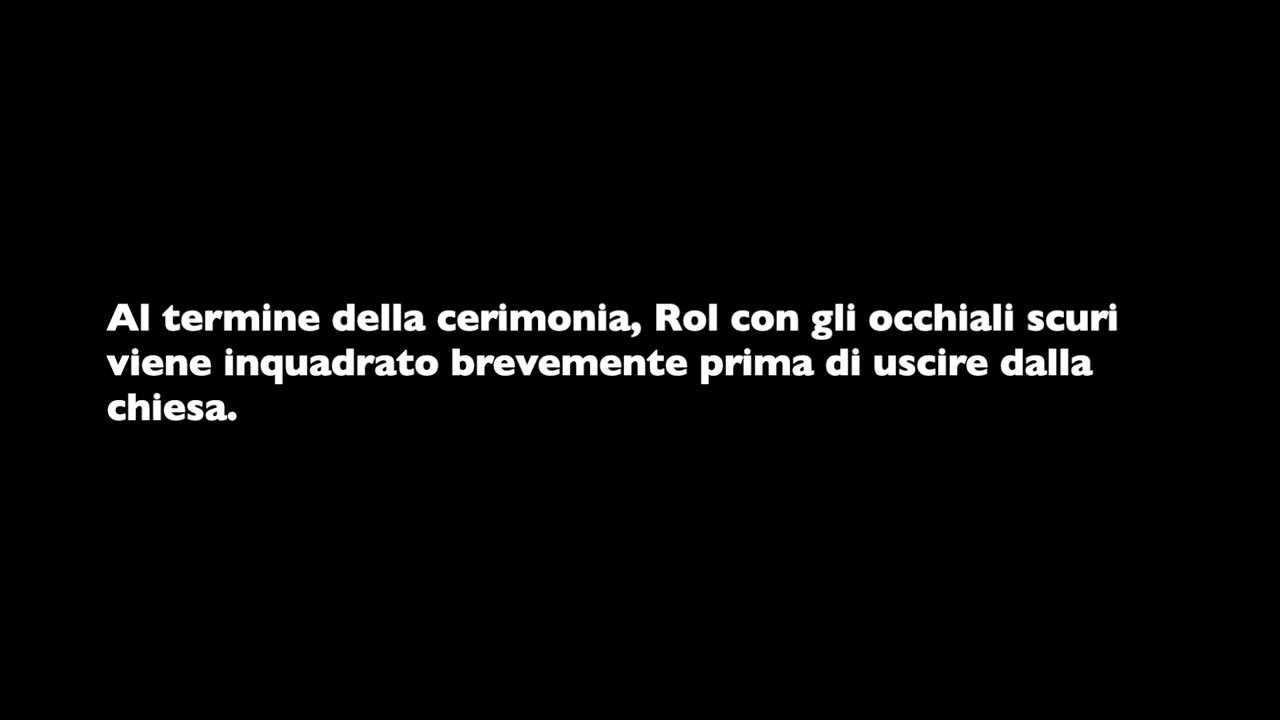 Al termine della cerimonia, Rol con gli occhiali scuri
viene inquadrato brevemente prima di uscire dalla
chiesa.